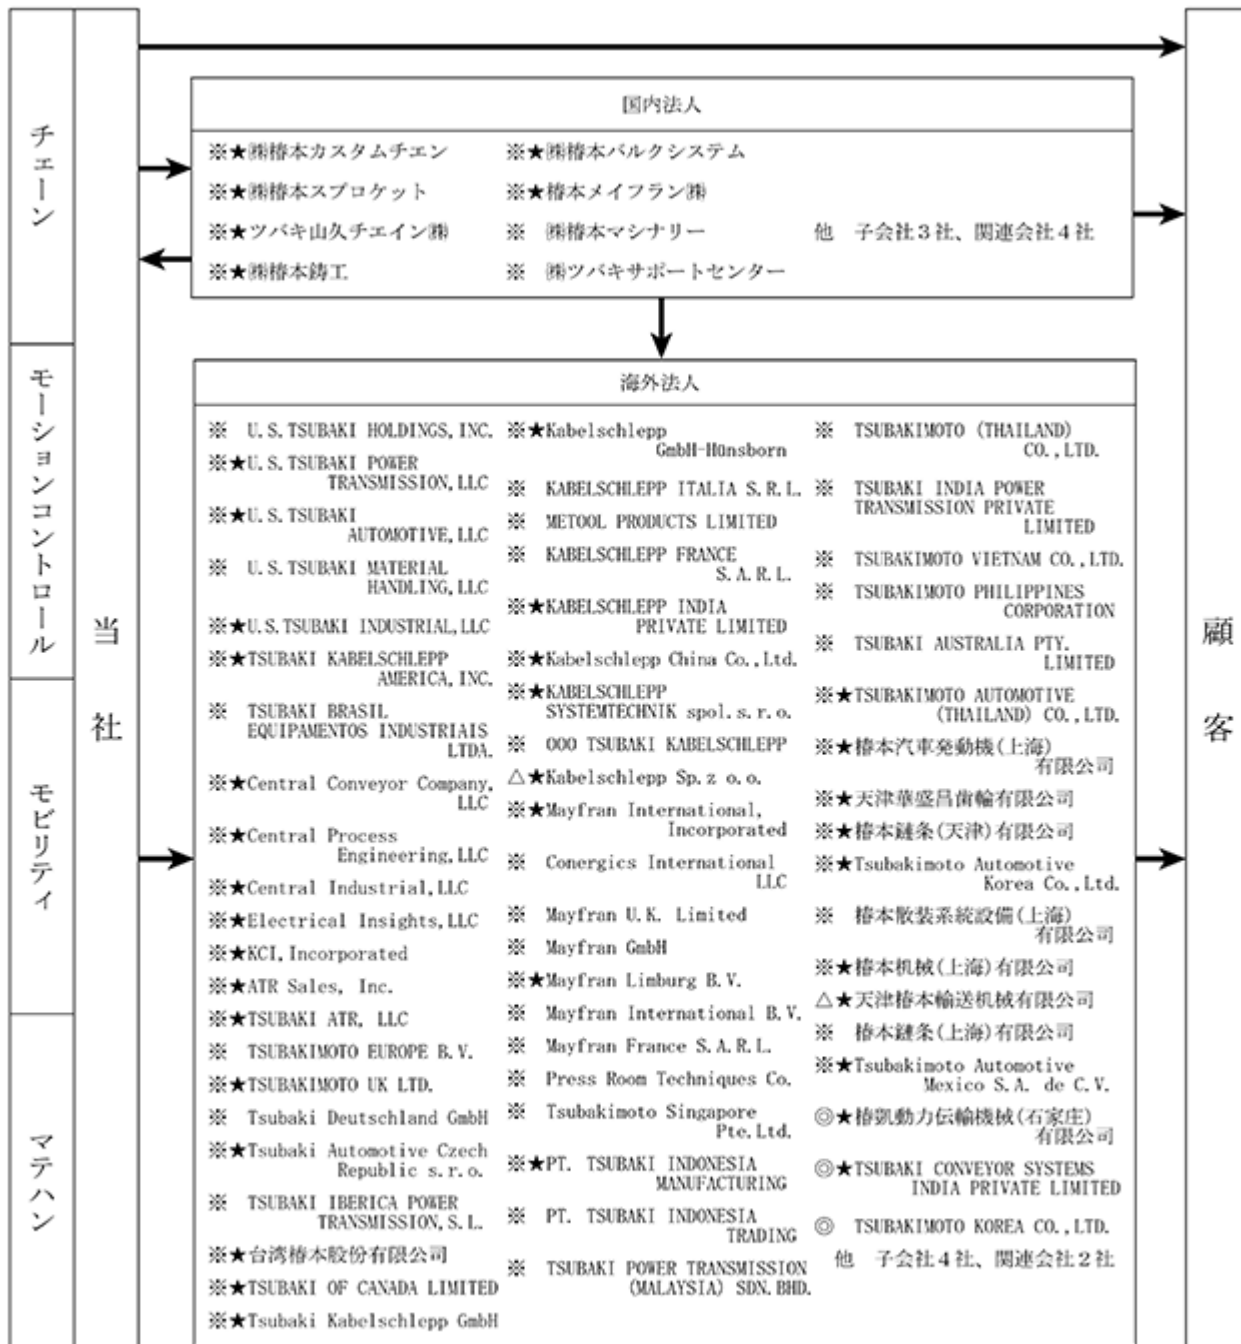 チェーン
モーションコントロール
モビリティ
マテハン
当社
国内法人
※★㈱椿本カスタムチエン
※★㈱椿本スプロケット
※★ツバキ山久チエイン㈱
※★㈱椿本鋳工
※★㈱椿本バルクシステム
※★椿本メイフラン㈱
※ ㈱椿本マシナリー
※ ㈱ツバキサポートセンター
他 子会社3社、関連会社4社
海外法人
※ U.S.TSUBAKI HOLDINGS,INC.
※★U.S.TSUBAKI POWER
TRANSMISSION,LLC
※★U.S.TSUBAKI
AUTOMOTIVE,LLC
※ U.S.TSUBAKI MATERIAL
HANDLING,LLC
※★U.S.TSUBAKI INDUSTRIAL,LLC
※★TSUBAKI KABELSCHLEPP
AMERICA,INC.
※ TSUBAKI BRASIL
EQUIPAMENTOS INDUSTRIAIS
LTDA.
※★Central Conveyor Company,
LLC
※★Central Process
Engineering,LLC
※★Central Industrial,LLC
※★Electrical Insights,LLC
※★KCI,Incorporated
※★ATR Sales, Inc.
※★TSUBAKI ATR, LLC
※ TSUBAKIMOTO EUROPE B.V.
※★TSUBAKIMOTO UK LTD.
※ Tsubaki Deutschland GmbH
※★Tsubaki Automotive Czech
Republic s.r.o.
※ TSUBAKI IBERICA POWER
TRANSMISSION,S.L.
※★台湾椿本股份有限公司
※★TSUBAKI OF CANADA LIMITED
※★Tsubaki Kabelschlepp GmbH
※★Kabelschlepp
GmbH-Hünsborn
※ KABELSCHLEPP ITALIA S.R.L.
※ METOOL PRODUCTS LIMITED
※ KABELSCHLEPP FRANCE
S.A.R.L.
※★KABELSCHLEPP INDIA
PRIVATE LIMITED
※★Kabelschlepp China Co.,Ltd.
※★KABELSCHLEPP
SYSTEMTECHNIK spol.s.r.o.
※ OOO TSUBAKI KABELSCHLEPP
△★Kabelschlepp Sp.z o.o.
※★Mayfran International,
Incorporated
※ Conergics International
LLC
※ Mayfran U.K. Limited
※ Mayfran GmbH
※★Mayfran Limburg B.V.
※ Mayfran International B.V.
※ Mayfran France S.A.R.L.
※ Press Room Techniques Co.
※ Tsubakimoto Singapore
Pte.Ltd.
※★PT. TSUBAKI INDONESIA
MANUFACTURING
※ PT. TSUBAKI INDONESIA
TRADING
※ TSUBAKI POWER TRANSMISSION
(MALAYSIA) SDN.BHD.
※ TSUBAKIMOTO (THAILAND)
CO.,LTD.
※ TSUBAKI INDIA POWER
TRANSMISSION PRIVATE
LIMITED
※ TSUBAKIMOTO VIETNAM CO.,LTD.
※ TSUBAKIMOTO PHILIPPINES
CORPORATION
※ TSUBAKI AUSTRALIA PTY.
LIMITED
※★TSUBAKIMOTO AUTOMOTIVE
(THAILAND) CO.,LTD.
※★椿本汽車発動機(上海)
有限公司
※★天津華盛昌歯輪有限公司
※★椿本鏈条(天津)有限公司
※★Tsubakimoto Automotive
Korea Co.,Ltd.
※ 椿本散装系統設備(上海)
有限公司
※★椿本机械(上海)有限公司
△★天津椿本輸送机械有限公司
※ 椿本鏈条(上海)有限公司
※★Tsubakimoto Automotive
Mexico S.A. de C.V.
◎★椿凱動力伝輸機械(石家庄)
有限公司
◎★TSUBAKI CONVEYOR SYSTEMS
INDIA PRIVATE LIMITED
◎ TSUBAKIMOTO KOREA CO.,LTD.
他 子会社4社、関連会社2社
顧客